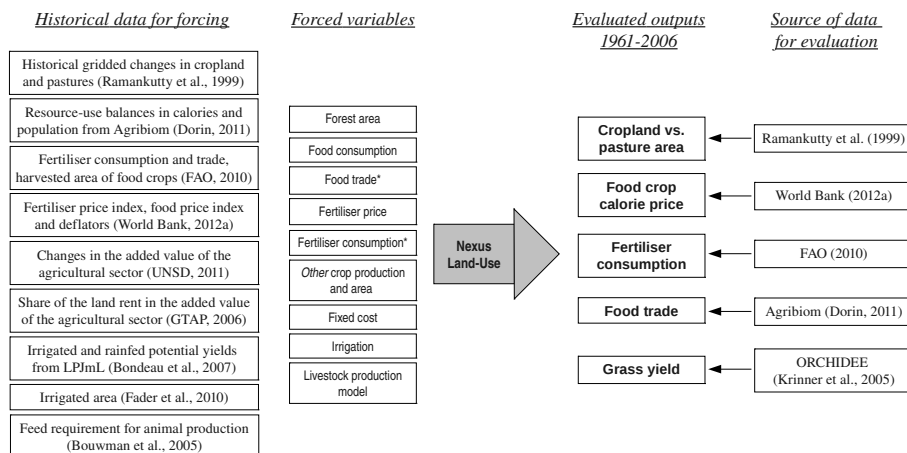 Historical data for forcing
Historical gridded changes in cropland
and pastures (Ramankutty et al., 1999)
Resource-use balances in calories and
population from Agribiom (Dorin, 2011)
Fertiliser consumption and trade,
harvested area of food crops (FAO, 2010)
Fertiliser price index, food price index
and deflators (World Bank, 2012a)
Changes in the added value of the
agricultural sector (UNSD, 2011)
Share of the land rent in the added value
of the agricultural sector (GTAP, 2006)
Irrigated and rainfed potential yields
from LPJmL (Bondeau et al., 2007)
Irrigated area (Fader et al., 2010)
Feed requirement for animal production
(Bouwman et al., 2005)
Forced variables
Forest area
Food consumption
Food trade*
Fertiliser price
Fertiliser consumption*
Other crop production
and area
Fixed cost
Irrigation
Livestock production
model
Nexus
Land-Use
Evaluated outputs
1961-2006
Cropland vs.
pasture area
Food crop
calorie price
Fertiliser
consumption
Food trade
Grass yield
Source of data
for evaluation
Ramankutty et al. (1999)
World Bank (2012a)
FAO (2010)
Agribiom (Dorin, 2011)
ORCHIDEE
(Krinner et al., 2005)